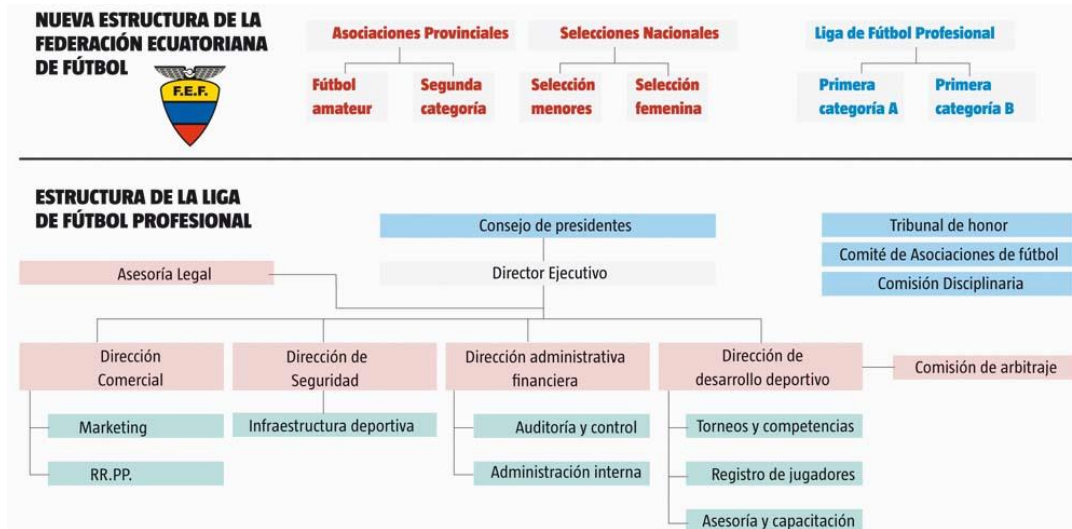 NUEVA ESTRUCTURA DE LA
FEDERACIÓN ECUATORIANA
DE FÚTBOL
F.E.F.
Asociaciones Provinciales
Fútbol
amateur
Segunda
categoría
Selecciones Nacionales
Selección
menores
Selección
femenina
Liga de Fútbol Profesional
Primera
categoría A
Primera
categoría B
ESTRUCTURA DE LA LIGA
DE FÚTBOL PROFESIONAL
Consejo de presidentes
Director Ejecutivo
Asesoría Legal
Tribunal de honor
Comité de Asociaciones de fútbol
Comisión Disciplinaria
Dirección
Comercial
Marketing
RR.PP.
Dirección de
Seguridad
Infraestructura deportiva
Dirección administrativa
financiera
Auditoría y control
Administración interna
Dirección de
desarrollo deportivo
Torneos y competencias
Registro de jugadores
Asesoría y capacitación
Comisión de arbitraje